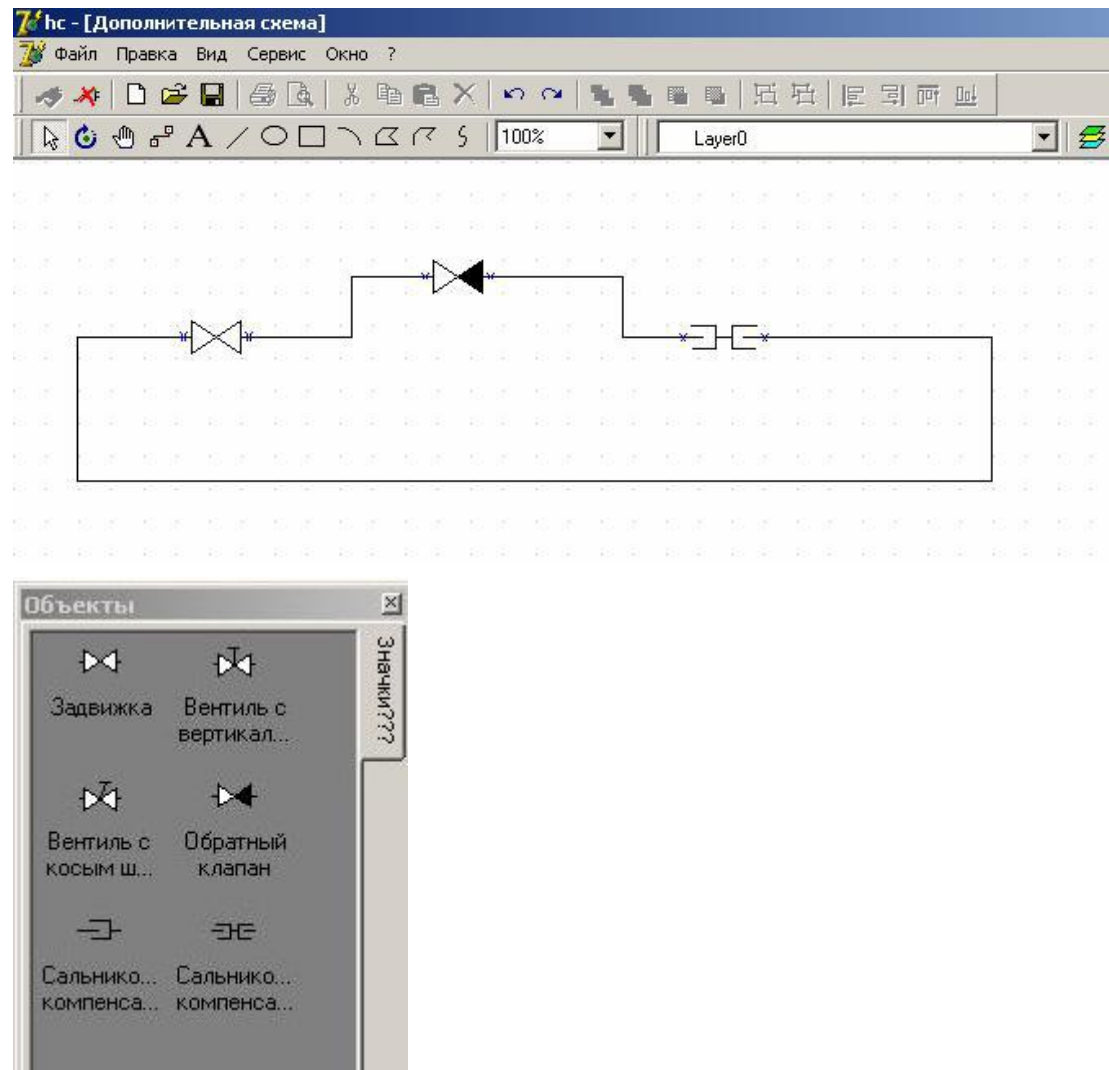 hc - [Дополнительная схема]
Файл Правка Вид Сервис Окно ?
A 100% Layer0
Объекты
Значки???
Задвижка
Вентиль с
вертикал...
Вентиль с
косым ш...
Обратный
клапан
Сальнико...
компенса...
Сальнико...
компенса...